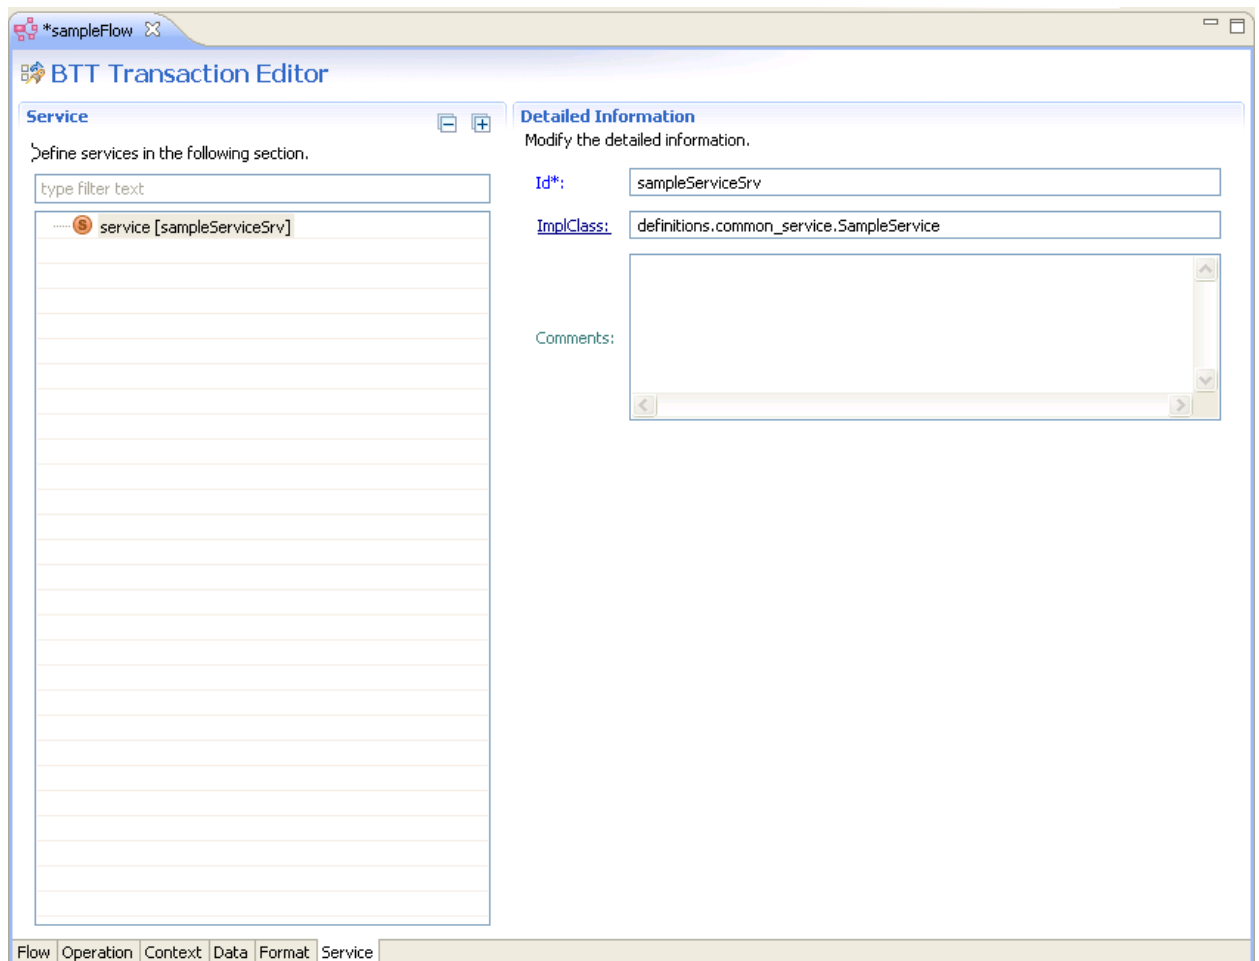 *sampleFlow
BTT Transaction Editor
Service
Define services in the following section.
type filter text
service [sampleServiceSrv]
Detailed Information
Modify the detailed information.
Id*: sampleServiceSrv
ImplClass: definitions.common_service.SampleService
Comments:
Flow Operation Context Data Format Service